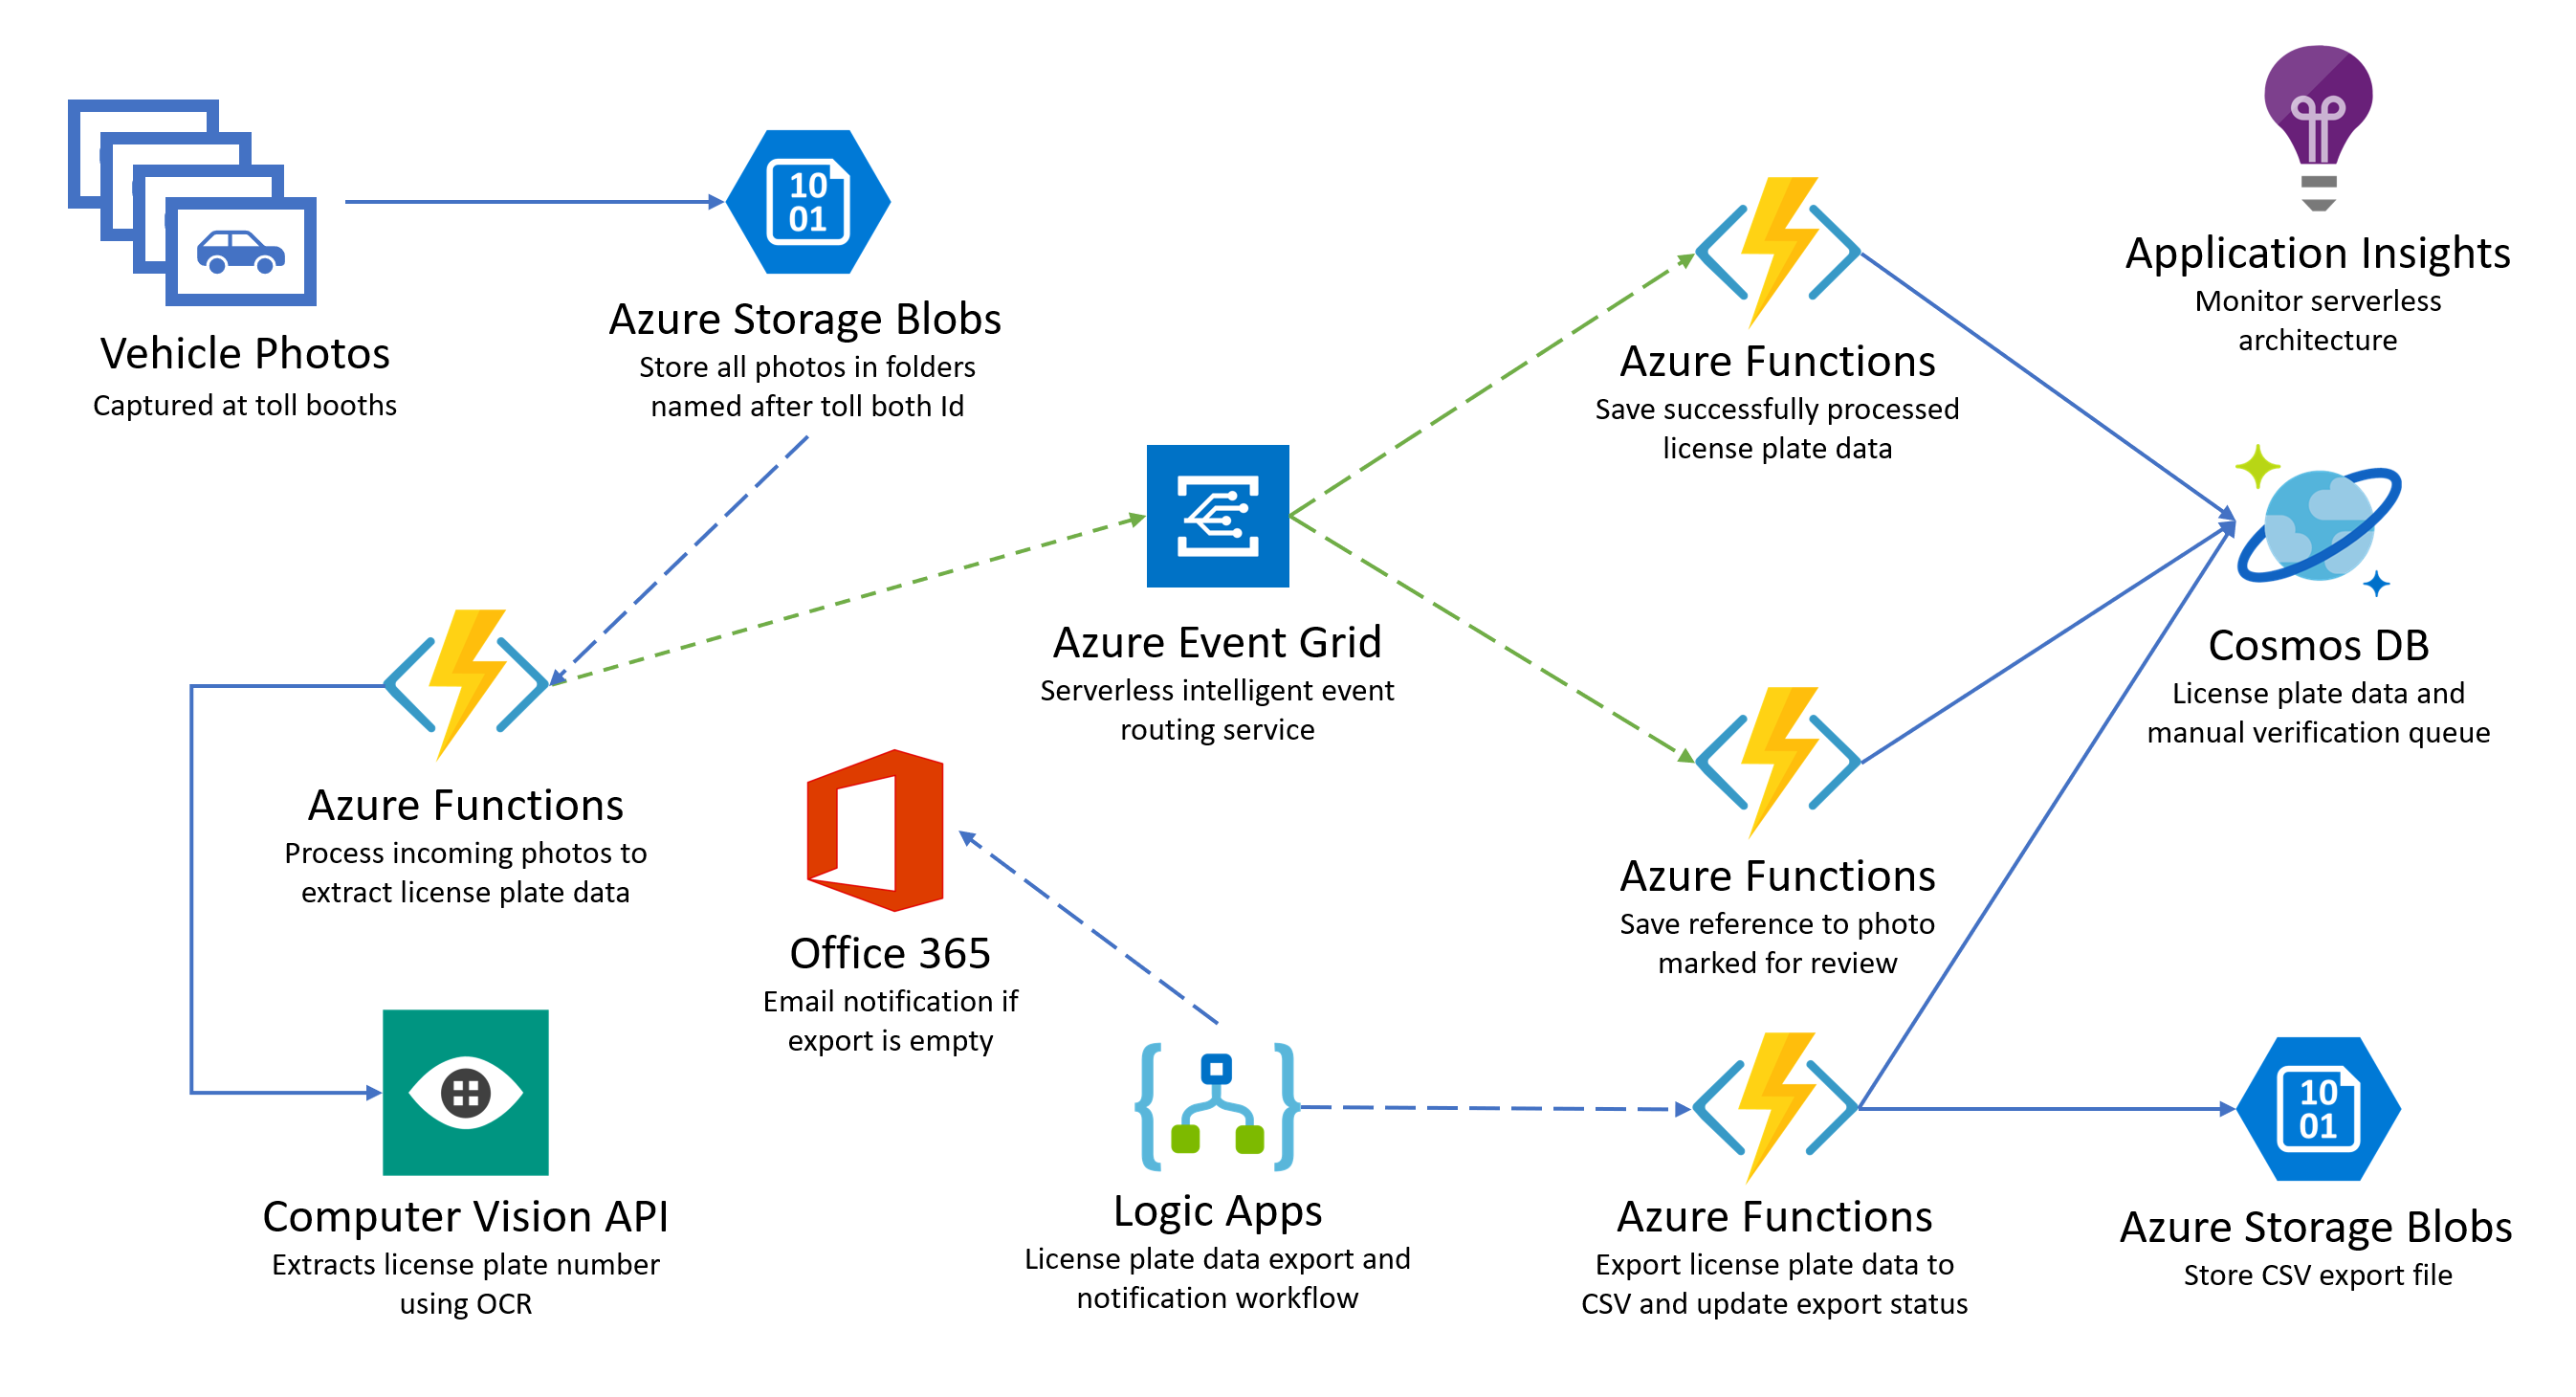 10
01
Vehicle Photos
Captured at toll booths
Azure Storage Blobs
Store all photos in folders
named after toll both Id
Azure Functions
Process incoming photos to
extract license plate data
Computer Vision API
Extracts license plate number
using OCR
Azure Event Grid
Serverless intelligent event
routing service
Office 365
Email notification if
export is empty
Logic Apps
License plate data export and
notification workflow
Azure Functions
Save successfully processed
license plate data
Azure Functions
Save reference to photo
marked for review
Azure Functions
Export license plate data to
CSV and update export status
Application Insights
Monitor serverless
architecture
Cosmos DB
License plate data and
manual verification queue
10
01
Azure Storage Blobs
Store CSV export file